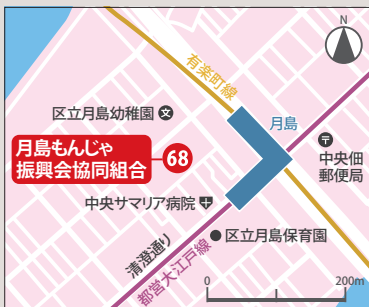 N
有楽町線
区立月島幼稚園 文
月島
月島もんじゃ
振興会協同組合
68
〒
中央佃
郵便局
中央サマリア病院
区立月島保育園
清澄通り
都営大江戸線
0 200m